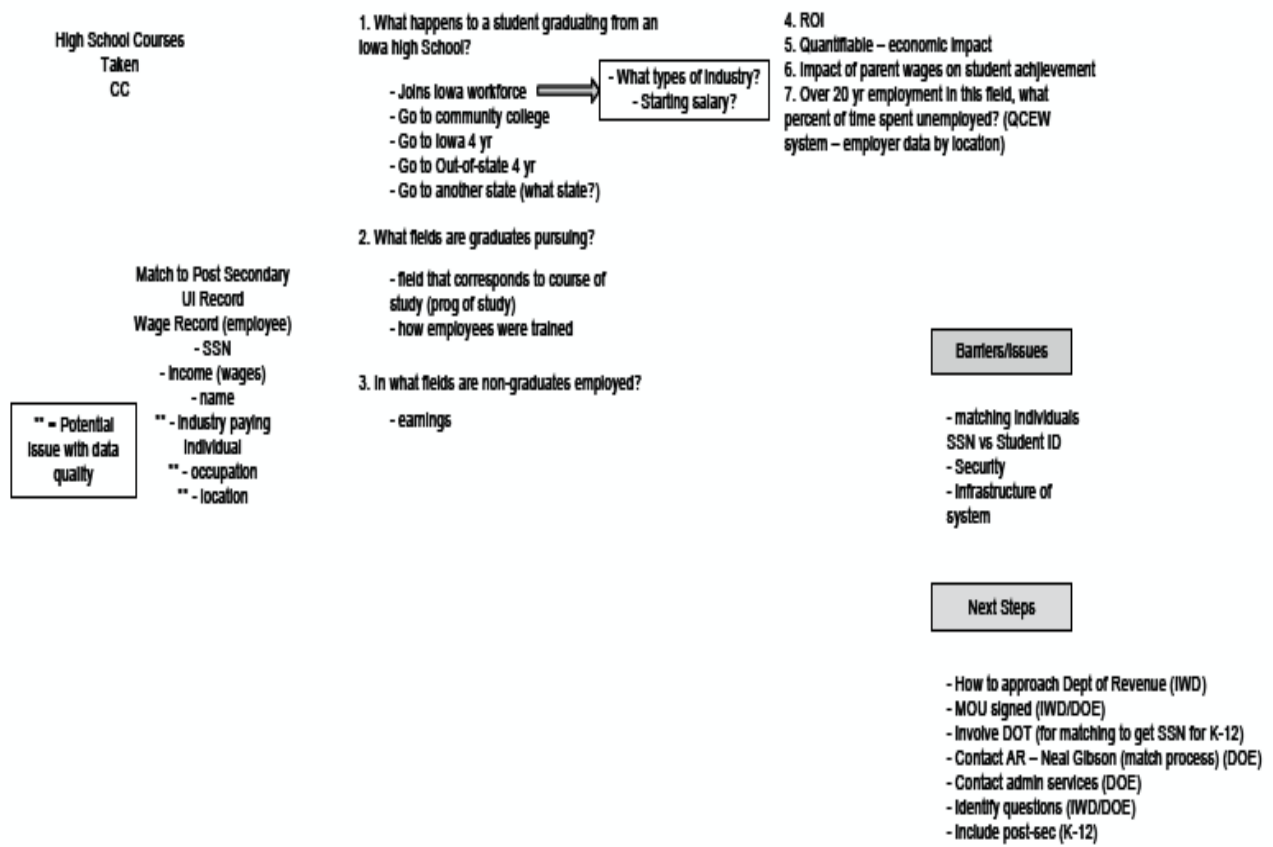 High School Courses
Taken
CC
1. What happens to a student graduating from an
Iowa high School?
- Joins Iowa workforce
- Go to community college
- Go to Iowa 4 yr
- Go to Out-of-state 4 yr
- Go to another state (what state?)
- What types of industry?
- Starting salary?
4. ROI
5. Quantifiable – economic impact
6. Impact of parent wages on student achjievement
7. Over 20 yr employment in this field, what
percent of time spent unemployed? (QCEW
system – employer data by location)
2. What fields are graduates pursuing?
- field that corresponds to course of
study (prog of study)
- how employees were trained
3. In what fields are non-graduates employed?
- earnings
Match to Post Secondary
UI Record
Wage Record (employee)
- SSN
- Income (wages)
- name
** - Industry paying
Individual
** - occupation
** - location
** = Potential
issue with data
quality
Barriers/Issues
- matching individuals
SSN vs Student ID
- Security
- Infrastructure of
system
Next Steps
- How to approach Dept of Revenue (IWD)
- MOU signed (IWD/DOE)
- Involve DOT (for matching to get SSN for K-12)
- Contact AR – Neal Gibson (match process) (DOE)
- Contact admin services (DOE)
- Identify questions (IWD/DOE)
- Include post-sec (K-12)